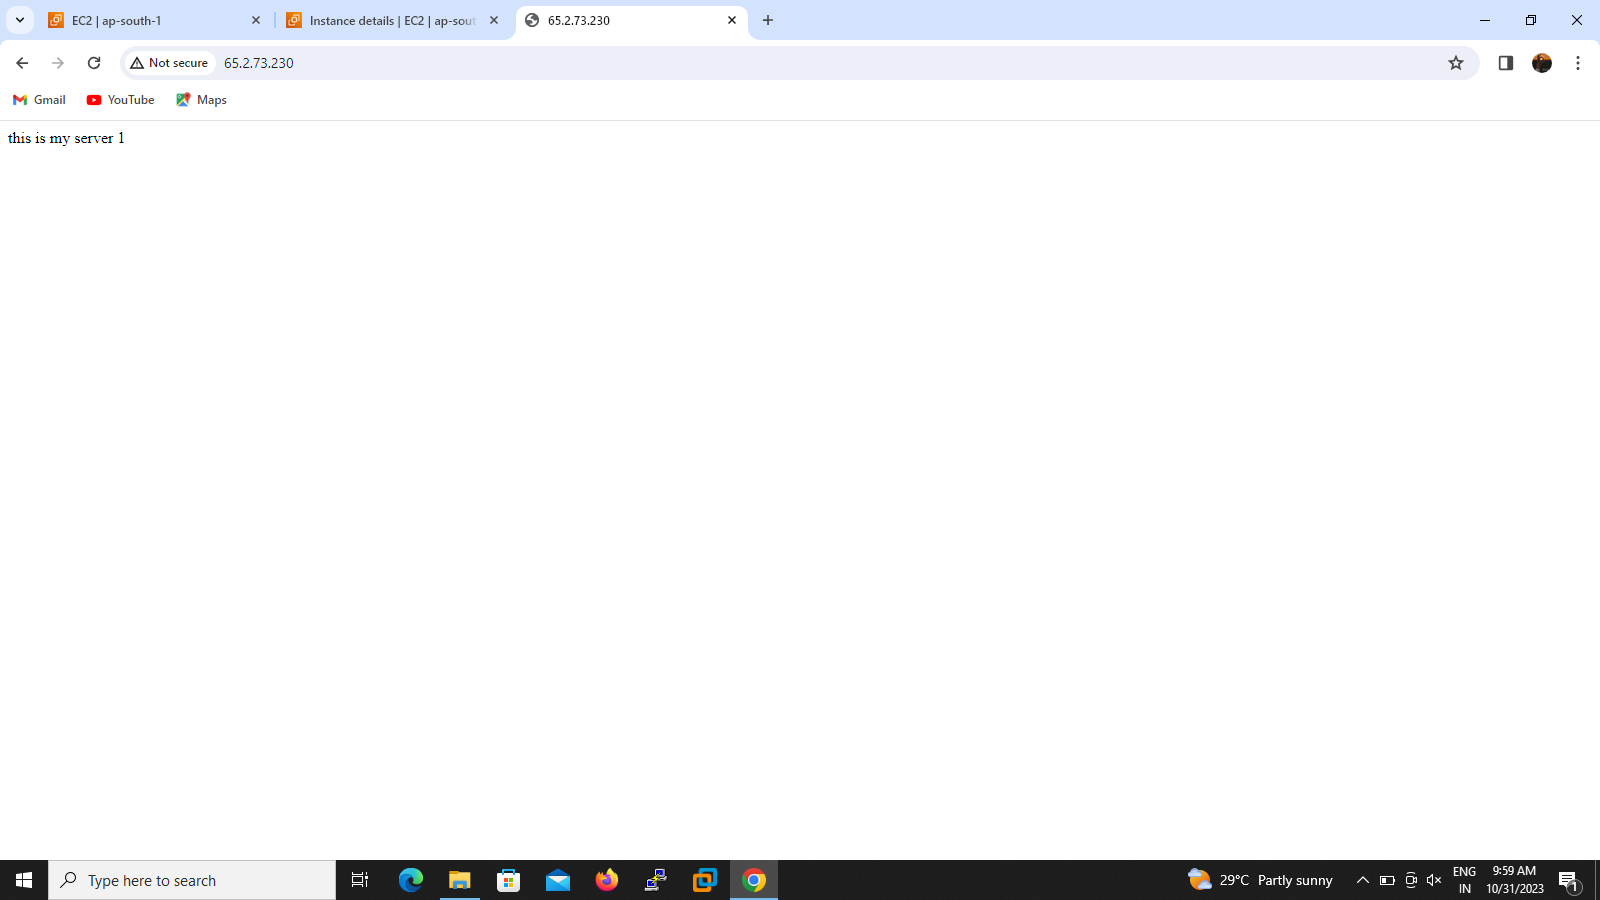 EC2 | ap-south-1
Instance details | EC2 | ap-sout
65.2.73.230
Not secure
65.2.73.230
Gmail
YouTube
Maps
this is my server 1
Type here to search
29°C Partly sunny
ENG
IN
9:59 AM
10/31/2023
1